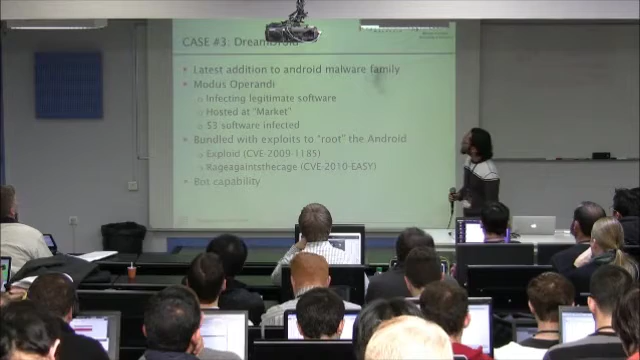 CASE #3: DreamDroid
• Latest addition to android malware family
• Modus Operandi
□ Infecting legitimate software
□ Hosted at "Market"
□ 53 software infected
• Bundled with exploits to "root" the Android
□ Exploid (CVE-2009-1185)
□ Rageaginstthecage (CVE-2010-EASY)
• Bot capability